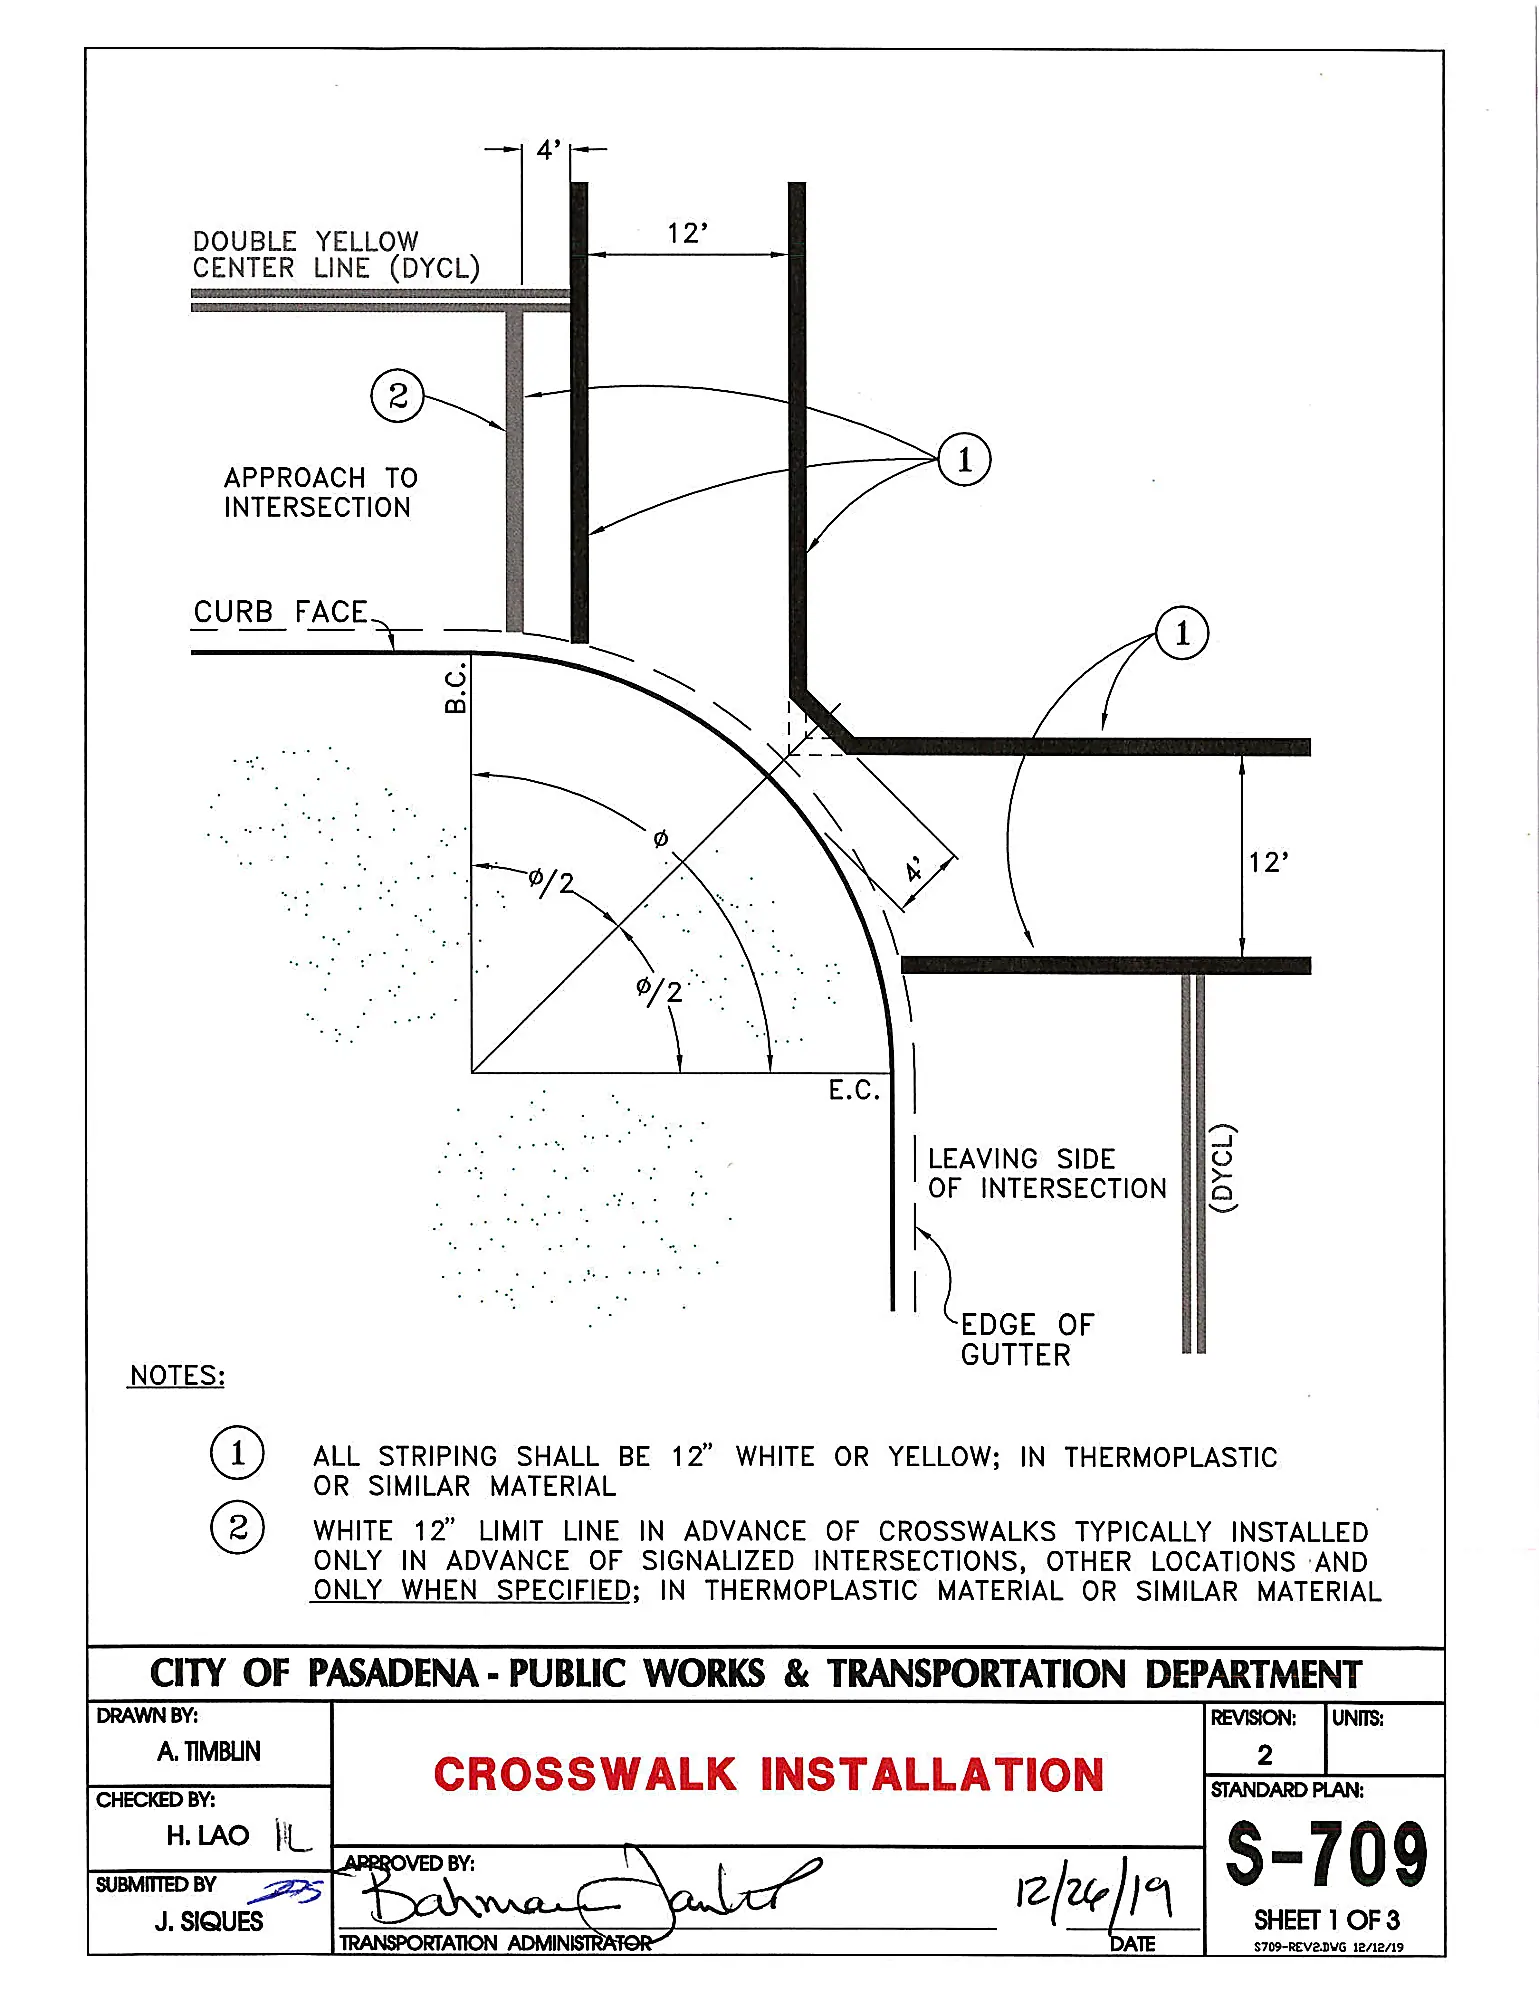 4'
12'
DOUBLE YELLOW
CENTER LINE (DYCL)
2
1
APPROACH TO
INTERSECTION
CURB FACE
1
B.C.
ø
ø/2
4'
12'
ø/2
E.C.
LEAVING SIDE
OF INTERSECTION
(DYCL)
EDGE OF
GUTTER
NOTES:
1 ALL STRIPING SHALL BE 12" WHITE OR YELLOW; IN THERMOPLASTIC
OR SIMILAR MATERIAL
2 WHITE 12" LIMIT LINE IN ADVANCE OF CROSSWALKS TYPICALLY INSTALLED
ONLY IN ADVANCE OF SIGNALIZED INTERSECTIONS, OTHER LOCATIONS AND
ONLY WHEN SPECIFIED; IN THERMOPLASTIC MATERIAL OR SIMILAR MATERIAL
CITY OF PASADENA - PUBLIC WORKS & TRANSPORTATION DEPARTMENT
DRAWN BY:
A. TIMBLIN
CHECKED BY:
H. LAO HL
SUBMITTED BY
J. SIQUES
CROSSWALK INSTALLATION
APPROVED BY:
Bahman 12/26/19
TRANSPORTATION ADMINISTRATOR DATE
REVISION:
2
UNITS:
STANDARD PLAN:
S-709
SHEET 1 OF 3
S709-REV2.DWG 12/12/19